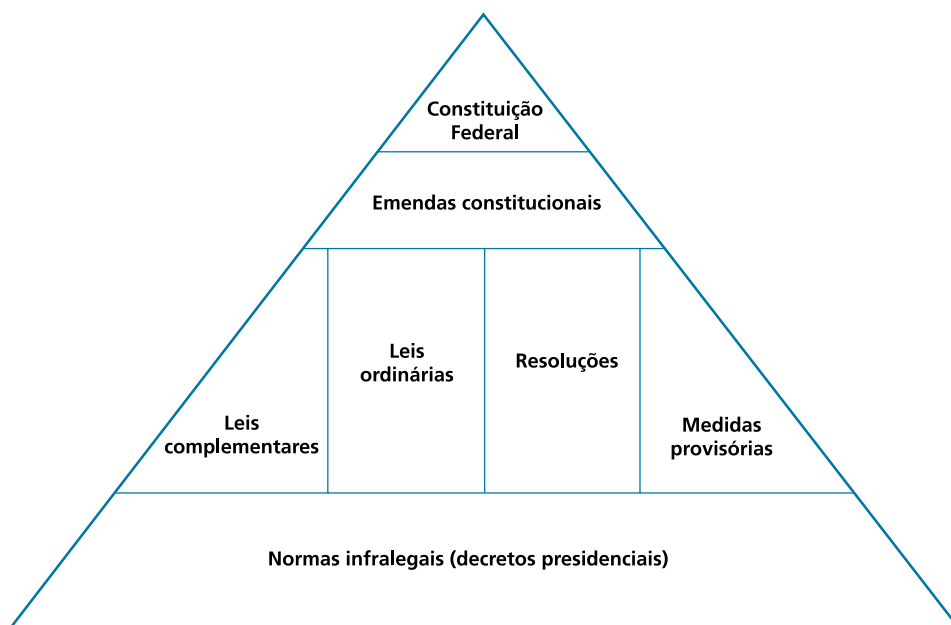 Constituição
Federal
Emendas constitucionais
Leis
complementares
Leis
ordinárias
Resoluções
Medidas
provisórias
Normas infralegais (decretos presidenciais)